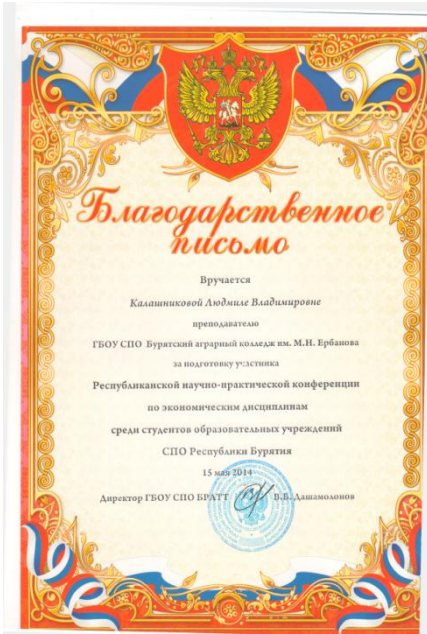 Благодарственное
письмо
Вручается
Калашниковой Людмиле Владимировне
преподавателю
ГБОУ СПО Бурятский аграрный колледж им. М.Н. Ербанова
за подготовку участника
Республиканской научно-практической конференции
по экономическим дисциплинам
среди студентов образовательных учреждений
СПО Республики Бурятия
15 мая 2014
Директор ГБОУ СПО БРАТТ В.Б. Дашамолонов